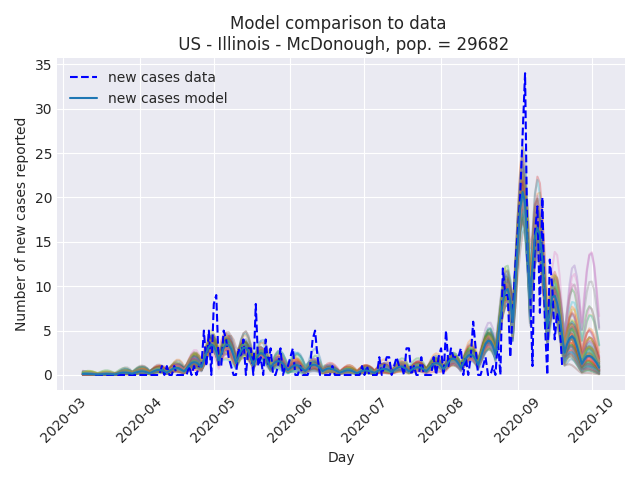 Model comparison to data
US - Illinois - McDonough, pop. = 29682
new cases data
new cases model
Number of new cases reported
35
30
25
20
15
10
5
0
2020-03
2020-04
2020-05
2020-06
2020-07
2020-08
2020-09
2020-10
Day